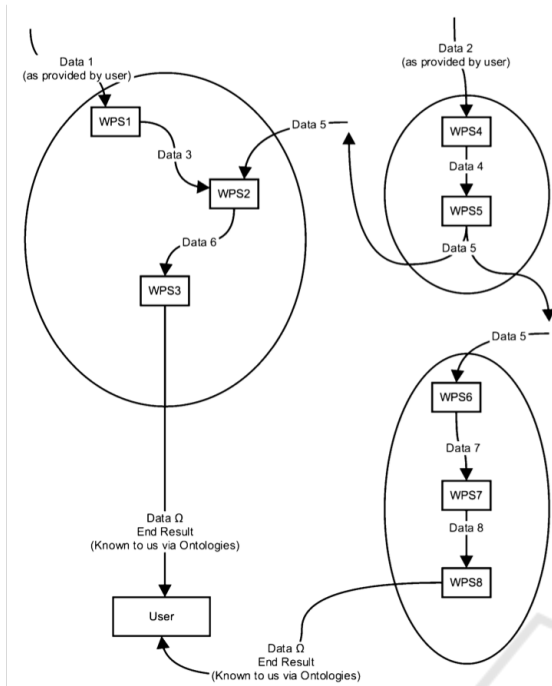 Data 1
(as provided by user)
WPS1
Data 3
WPS2
Data 5
Data 6
WPS3
Data Ω
End Result
(Known to us via Ontologies)
User
Data 2
(as provided by user)
WPS4
Data 4
WPS5
Data 5
Data 5
WPS6
Data 7
WPS7
Data 8
WPS8
Data Ω
End Result
(Known to us via Ontologies)